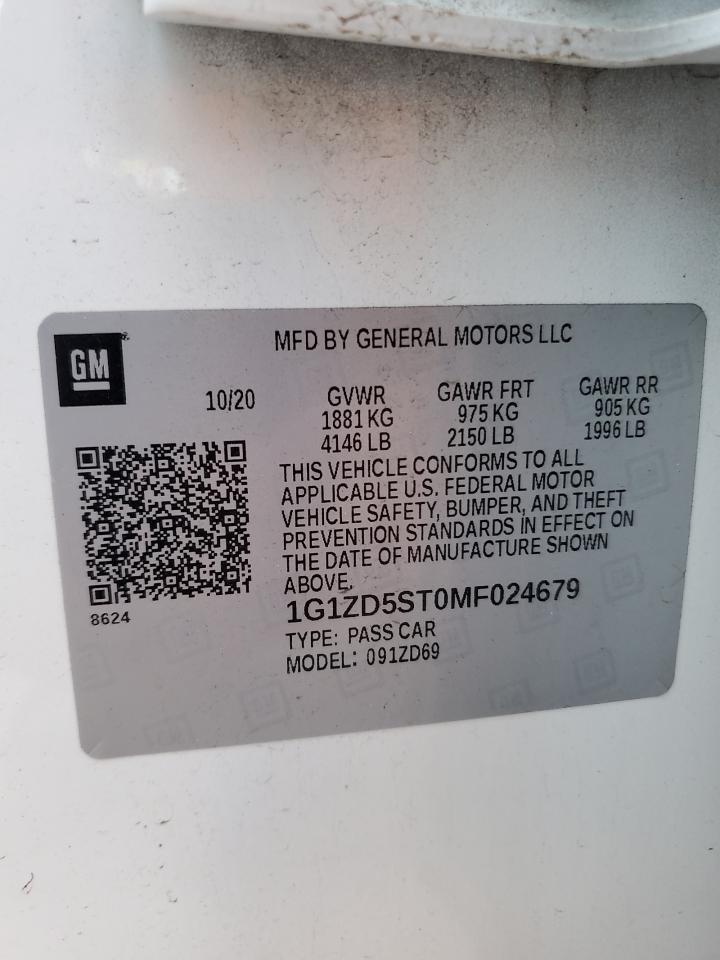 GM
MFD BY GENERAL MOTORS LLC
10/20
GVWR
1881 KG
4146 LB
GAWR FRT
975 KG
2150 LB
GAWR RR
905 KG
1996 LB
THIS VEHICLE CONFORMS TO ALL
APPLICABLE U.S. FEDERAL MOTOR
VEHICLE SAFETY, BUMPER, AND THEFT
PREVENTION STANDARDS IN EFFECT ON
THE DATE OF MANUFACTURE SHOWN
ABOVE.
8624
1G1ZD5ST0MF024679
TYPE: PASS CAR
MODEL: 091ZD69